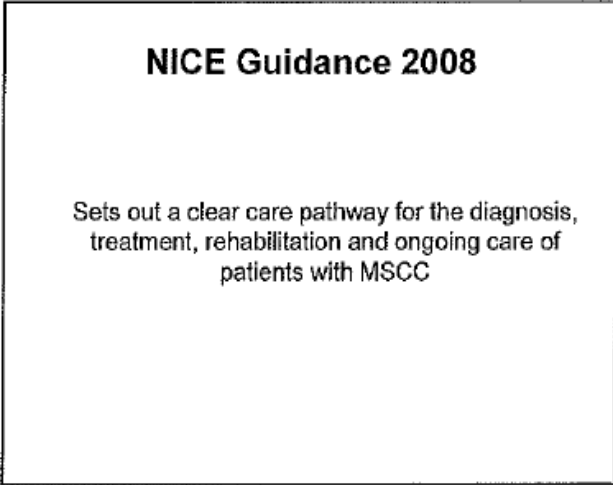 NICE Guidance 2008
Sets out a clear care pathway for the diagnosis,
treatment, rehabilitation and ongoing care of
patients with MSCC